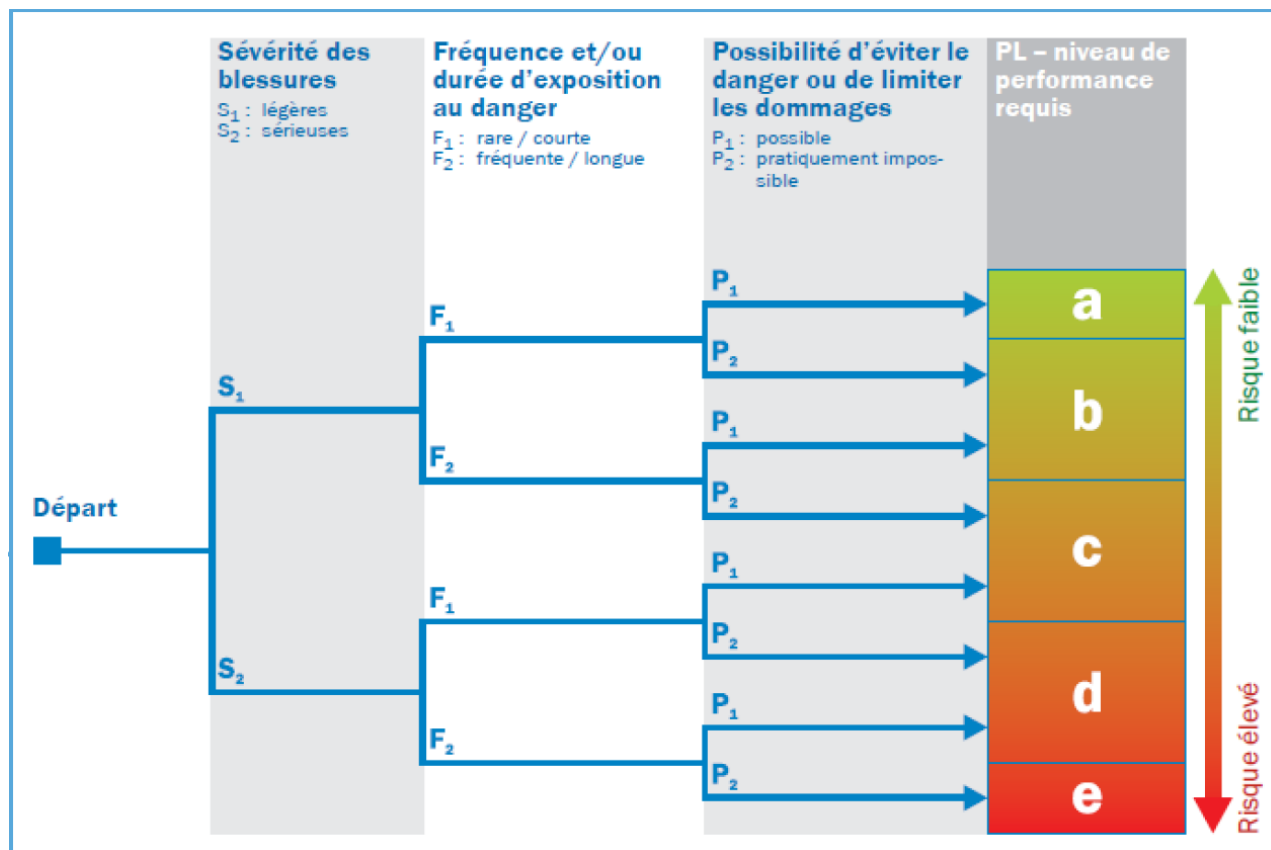 Sévérité des
blessures
S₁ : légères
S₂ : sérieuses
Fréquence et/ou
durée d'exposition
au danger
F₁ : rare / courte
F₂ : fréquente / longue
Possibilité d'éviter le
danger ou de limiter
les dommages
P₁ : possible
P₂ : pratiquement impos-
sible
PL – niveau de
performance
requis
Départ
S₁
S₂
F₁
F₂
F₁
F₂
P₁
P₂
P₁
P₂
P₁
P₂
P₁
P₂
a
b
c
d
e
Risque faible
Risque élevé